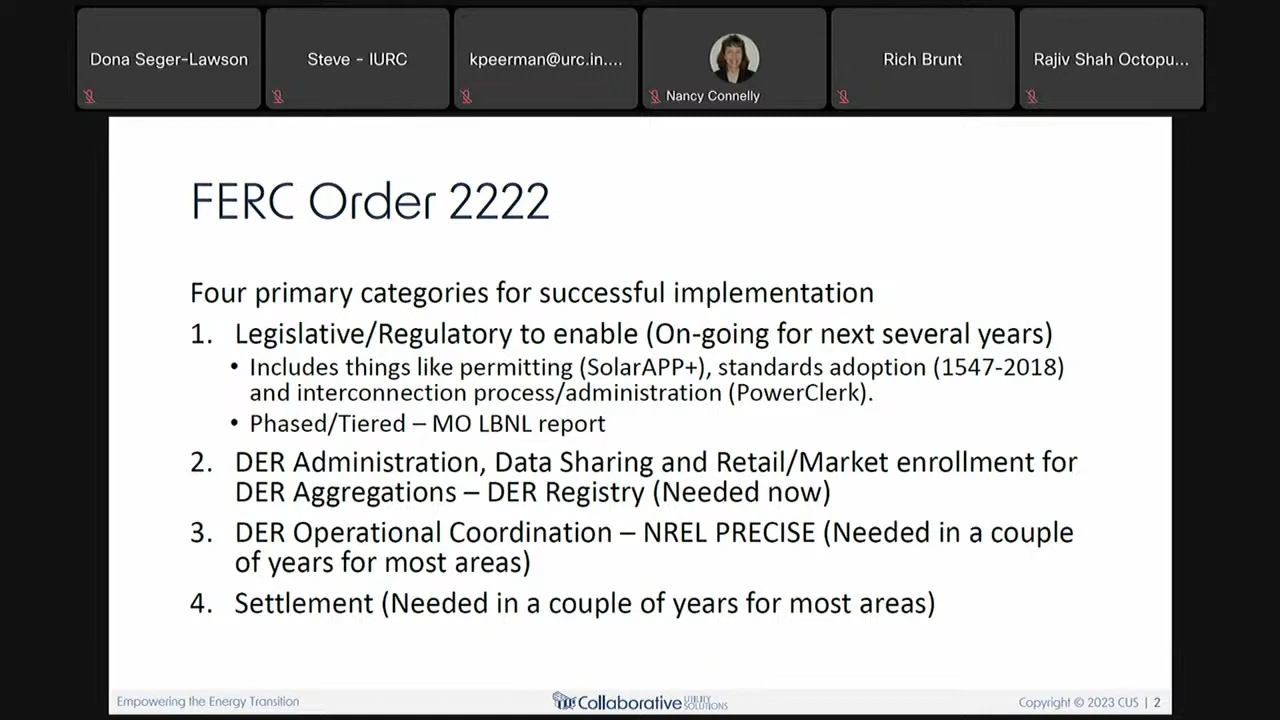 Dona Seger-Lawson
Steve - IURC
kpeerman@urc.in....
Nancy Connelly
Rich Brunt
Rajiv Shah Octopu...
FERC Order 2222
Four primary categories for successful implementation
1. Legislative/Regulatory to enable (On-going for next several years)
• Includes things like permitting (SolarAPP+), standards adoption (1547-2018)
and interconnection process/administration (PowerClerk).
• Phased/Tiered – MO LBNL report
2. DER Administration, Data Sharing and Retail/Market enrollment for
DER Aggregations – DER Registry (Needed now)
3. DER Operational Coordination – NREL PRECISE (Needed in a couple
of years for most areas)
4. Settlement (Needed in a couple of years for most areas)
Empowering the Energy Transition
Collaborative UTILITY
SOLUTIONS
Copyright © 2023 CUS | 2